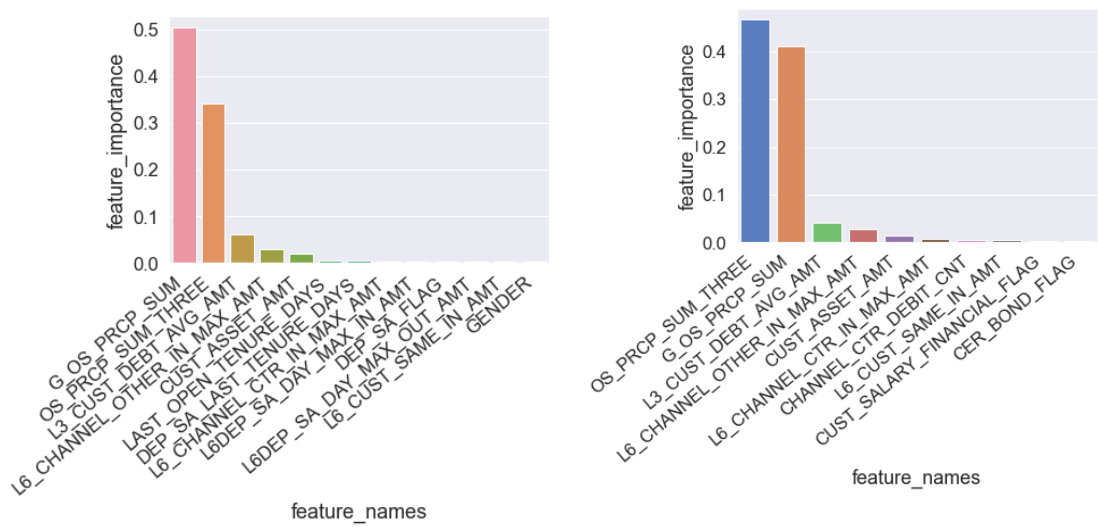 0.5
0.4
0.3
0.2
0.1
0.0
feature_importance
G_OS_PRCP_SUM
OS_PRCP_SUM_THREE
L3_CUST_DEBT_AVG_AMT
L6_CHANNEL_OTHER_IN_MAX_AMT
CUST_ASSET_AMT
LAST_OPEN_TENURE_DAYS
DEP_SA_LAST_TENURE_DAYS
L6_CHANNEL_CTR_IN_MAX_AMT
L6DEP_SA_DAY_MAX_IN_AMT
DEP_SA_FLAG
L6DEP_SA_DAY_MAX_OUT_AMT
L6_CUST_SAME_IN_AMT
GENDER
feature_names
0.4
0.3
0.2
0.1
0.0
feature_importance
OS_PRCP_SUM_THREE
G_OS_PRCP_SUM
L3_CUST_DEBT_AVG_AMT
L6_CHANNEL_OTHER_IN_MAX_AMT
CUST_ASSET_AMT
L6_CHANNEL_CTR_IN_MAX_AMT
CHANNEL_CTR_DEBIT_CNT
L6_CUST_SAME_IN_AMT
CUST_SALARY_FINANCIAL_FLAG
CER_BOND_FLAG
feature_names